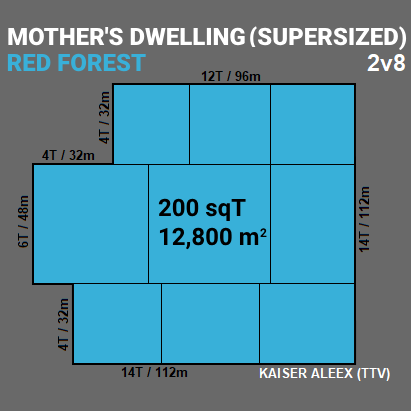 MOTHER'S DWELLING (SUPERSIZED)
RED FOREST
2v8
12T / 96m
4T / 32m
4T / 32m
6T / 48m
200 sqT
12,800 m²
14T / 112m
4T / 32m
14T / 112m
KAISER ALEEX (TTV)